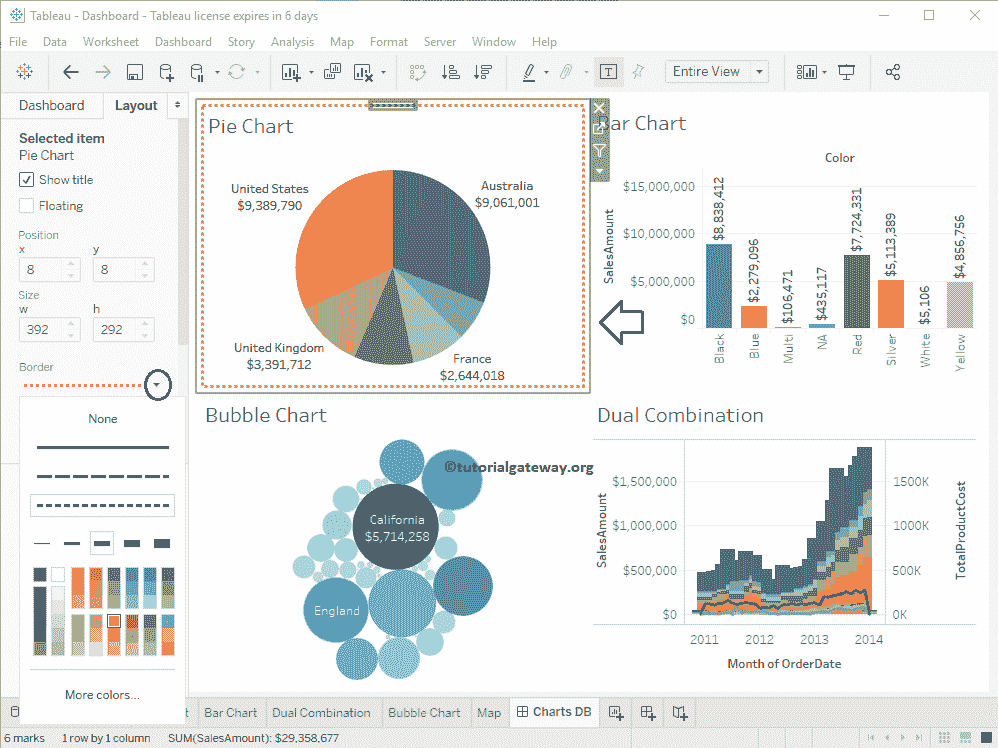 Tableau - Dashboard - Tableau license expires in 6 days
File Data Worksheet Dashboard Story Analysis Map Format Server Window Help
Entire View
Dashboard Layout
Selected item
Pie Chart
Show title
Floating
Position
x y
8 8
Size
w h
392 292
Border
None
More colors...
Pie Chart
United States
$9,389,790
Australia
$9,061,001
United Kingdom
$3,391,712
France
$2,644,018
Bar Chart
Color
SalesAmount
$15,000,000
$10,000,000
$5,000,000
$0
$8,838,412
$2,279,096
$106,471
$435,117
$7,724,331
$5,113,389
$5,106
$4,856,756
Black
Blue
Multi
NA
Red
Silver
White
Yellow
Bubble Chart
©tutorialgateway.org
California
$5,714,258
England
Dual Combination
SalesAmount
$1,500,000
$1,000,000
$500,000
$0
1500K
1000K
500K
0K
TotalProductCost
2011 2012 2013 2014
Month of OrderDate
Bar Chart Dual Combination Bubble Chart Map Charts DB
6 marks 1 row by 1 column SUM(SalesAmount): $29,358,677